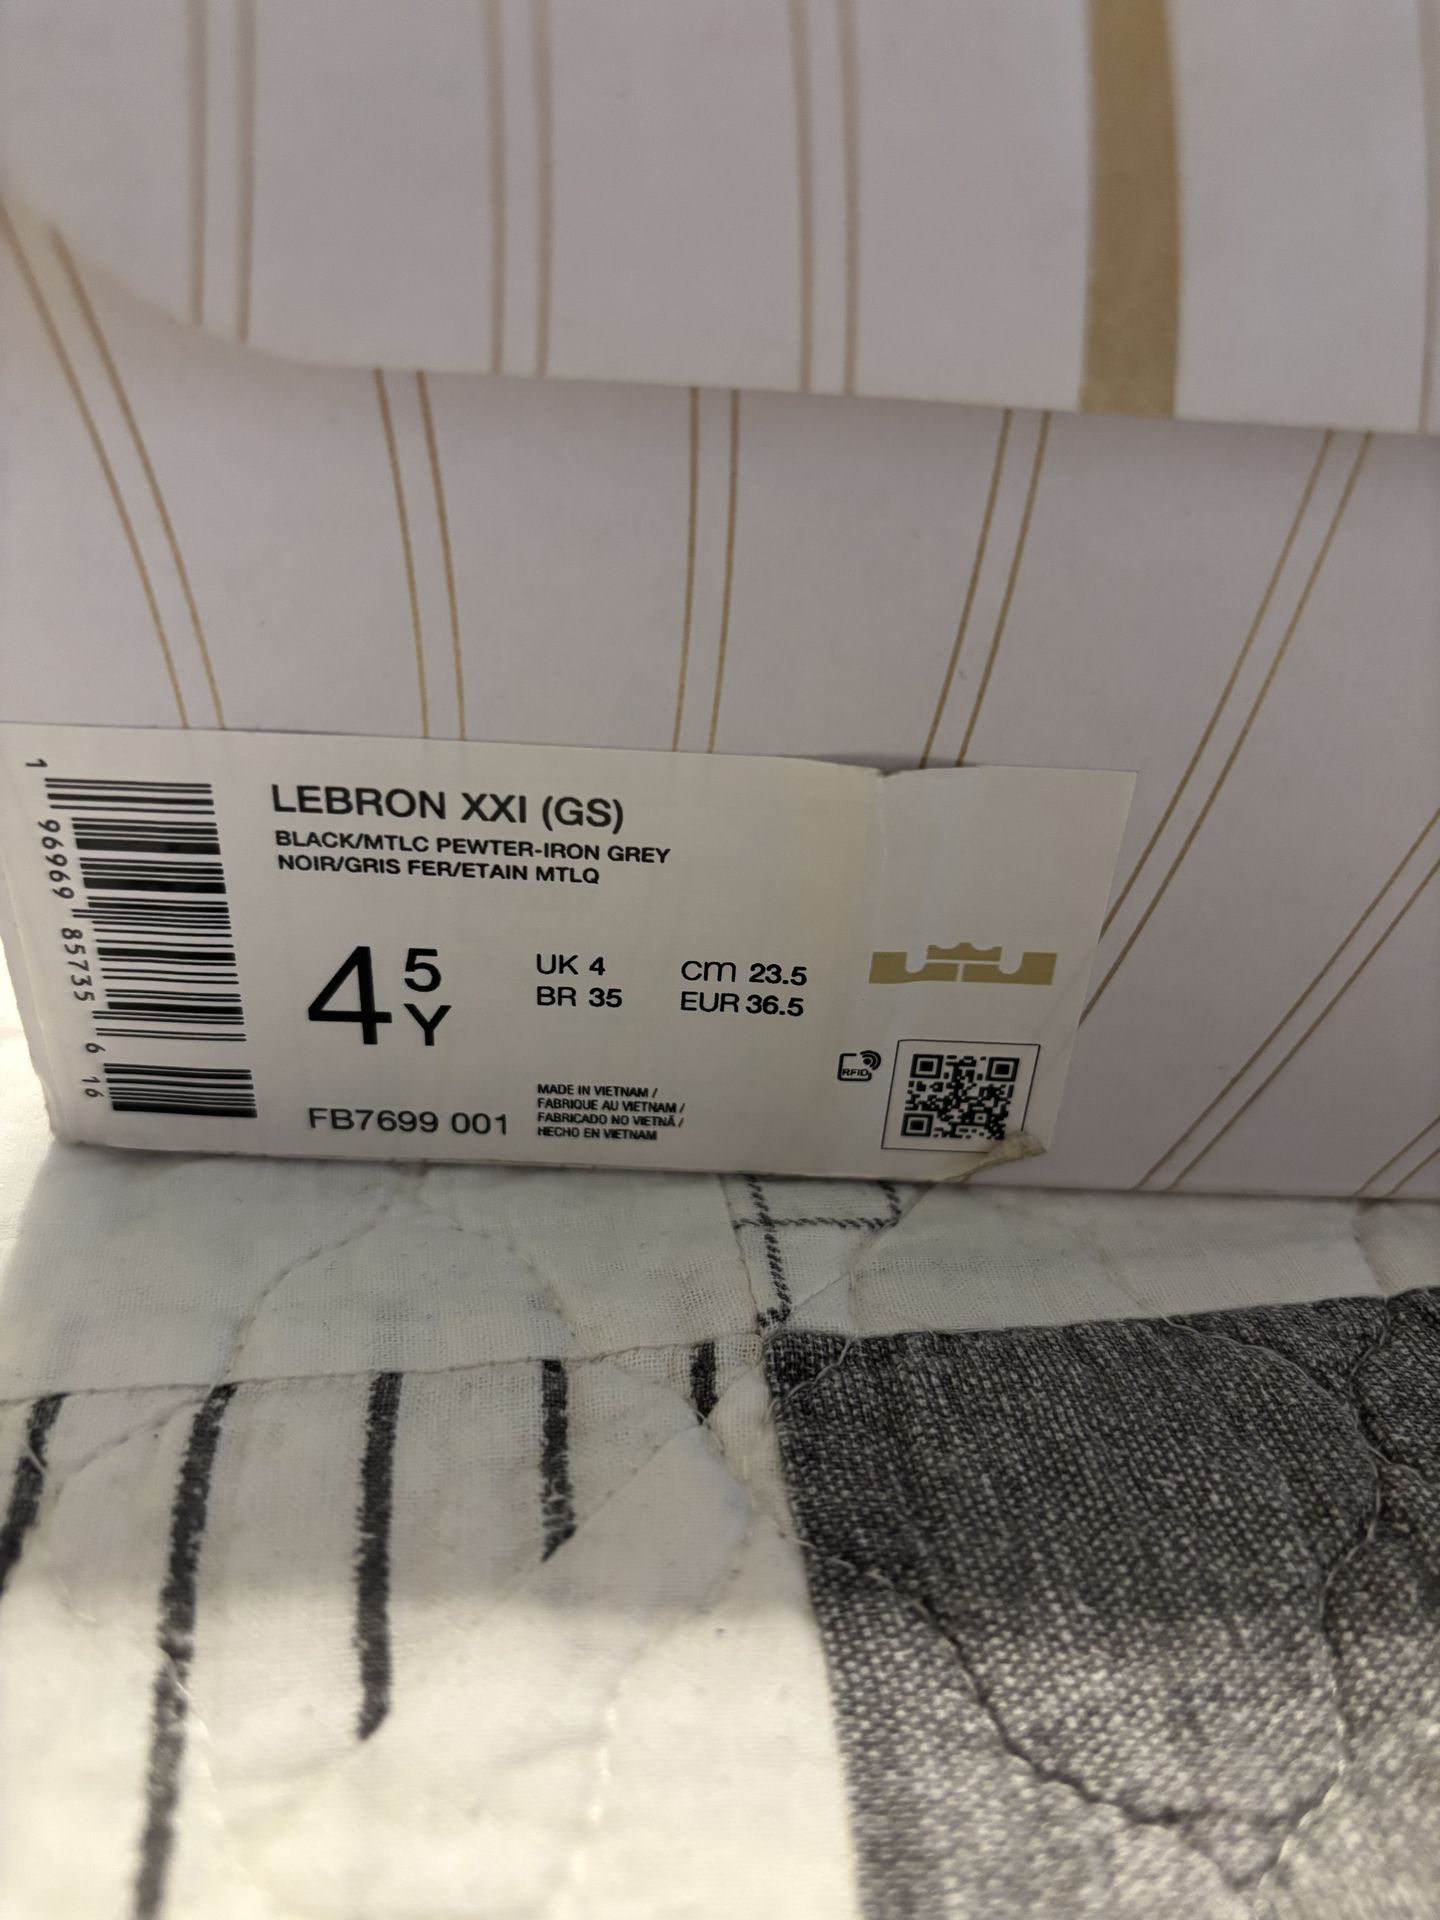 LEBRON XXI (GS)
BLACK/MTLC PEWTER-IRON GREY
NOIR/GRIS FER/ETAIN MTLQ
4 5 Y
UK 4
BR 35
cm 23.5
EUR 36.5
FB7699 001
MADE IN VIETNAM /
FABRIQUE AU VIETNAM /
FABRICADO NO VIETNÃ /
HECHO EN VIETNAM
RFID
1 96969 85735 6 16